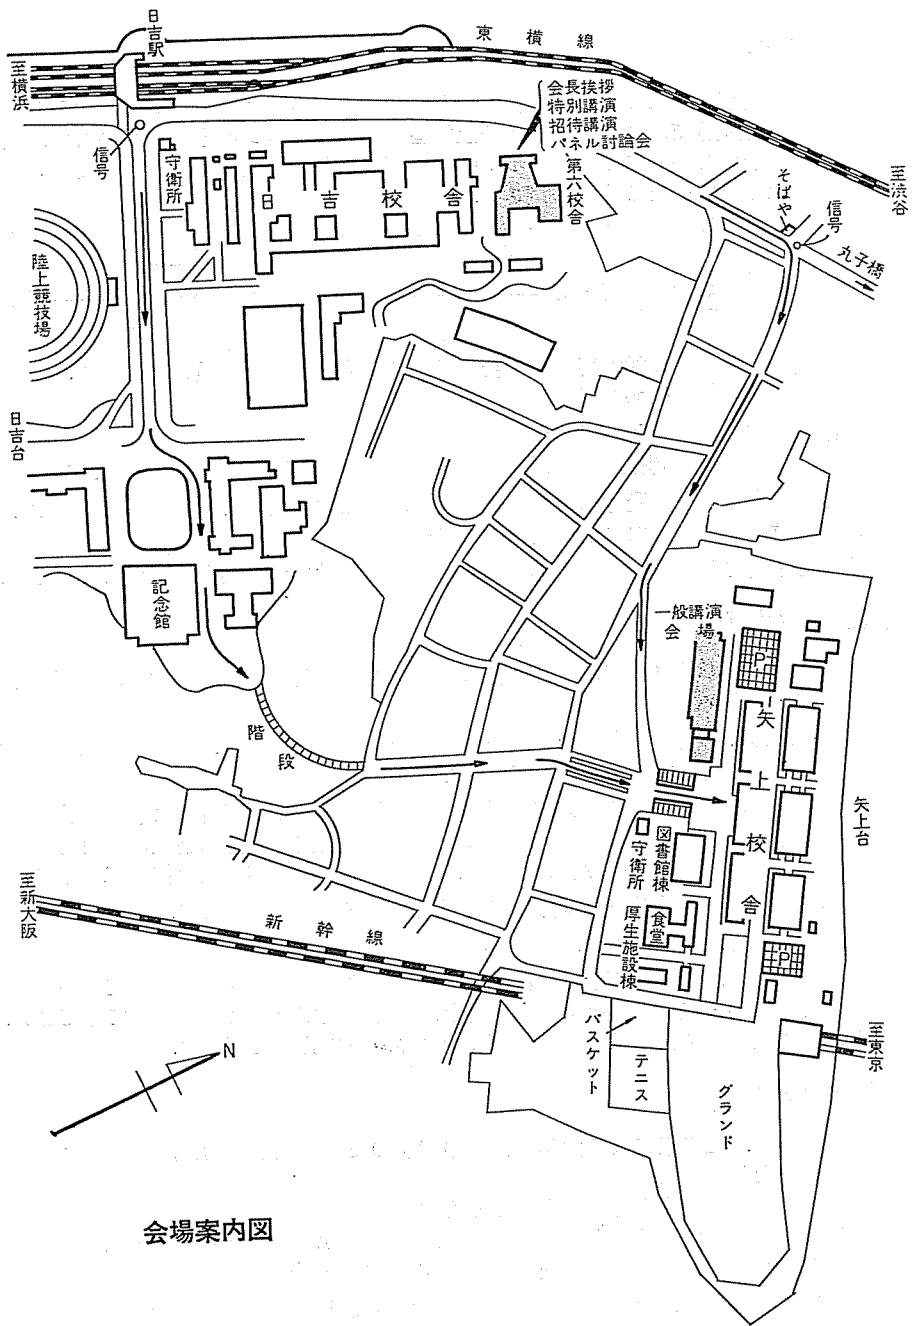 日吉駅
東横線
至横浜
会長挨拶
特別講演
招待講演
パネル討論会
信号
守衛所
日吉校舎
第六校舎
至渋谷
そばや
信号
丸子橋
陸上競技場
日吉台
記念館
一般講演
会場
P
階段
矢上校舎
矢上台
図書館棟
守衛所
食堂
厚生施設棟
P
至新大阪
新幹線
至東京
バスケット
テニス
グランド
N
会場案内図